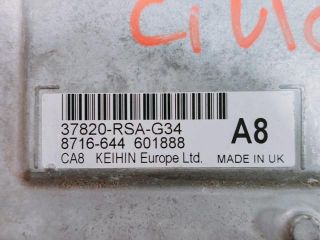 37820-RSA-G34
8716-644 601888
A8
CA8 KEIHIN Europe Ltd.
MADE IN UK